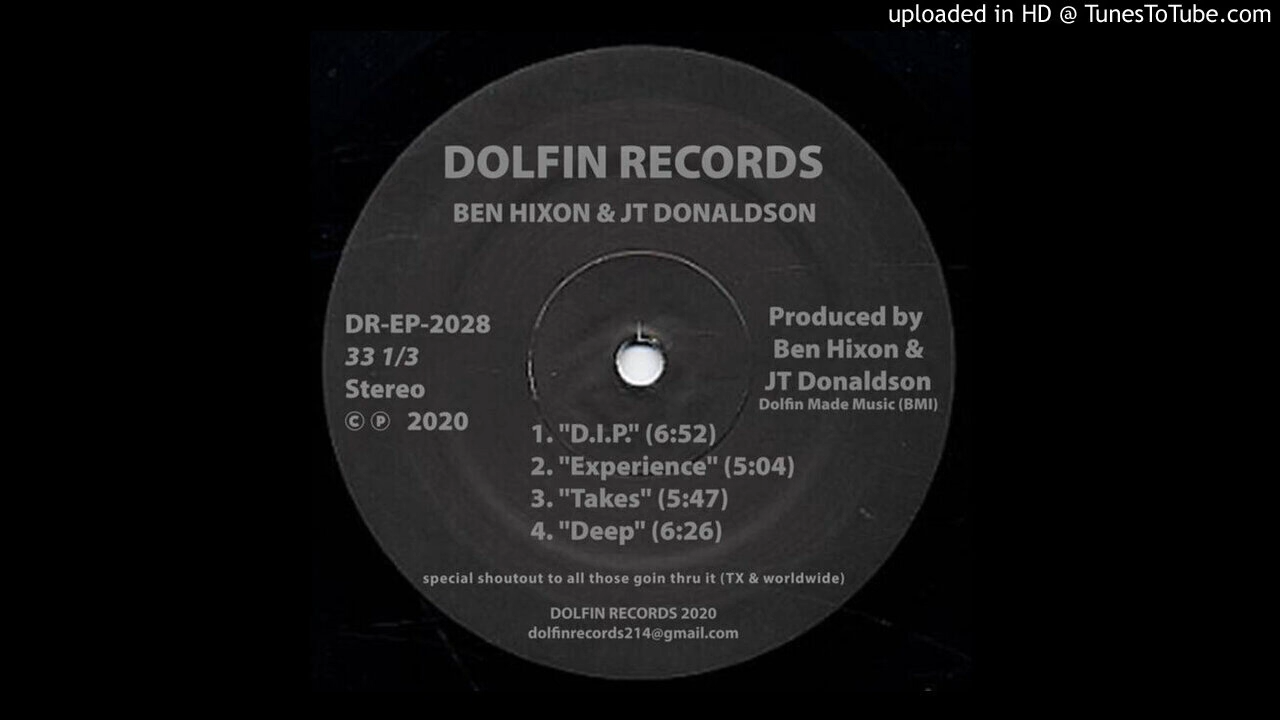 uploaded in HD @ TunesToTube.com
DOLFIN RECORDS
BEN HIXON & JT DONALDSON
DR-EP-2028
33 1/3
Stereo
Ⓒ Ⓟ 2020
Produced by
Ben Hixon &
JT Donaldson
Dolfin Made Music (BMI)
1. "D.I.P." (6:52)
2. "Experience" (5:04)
3. "Takes" (5:47)
4. "Deep" (6:26)
special shoutout to all those goin thru it (TX & worldwide)
DOLFIN RECORDS 2020
dolfinrecords214@gmail.com